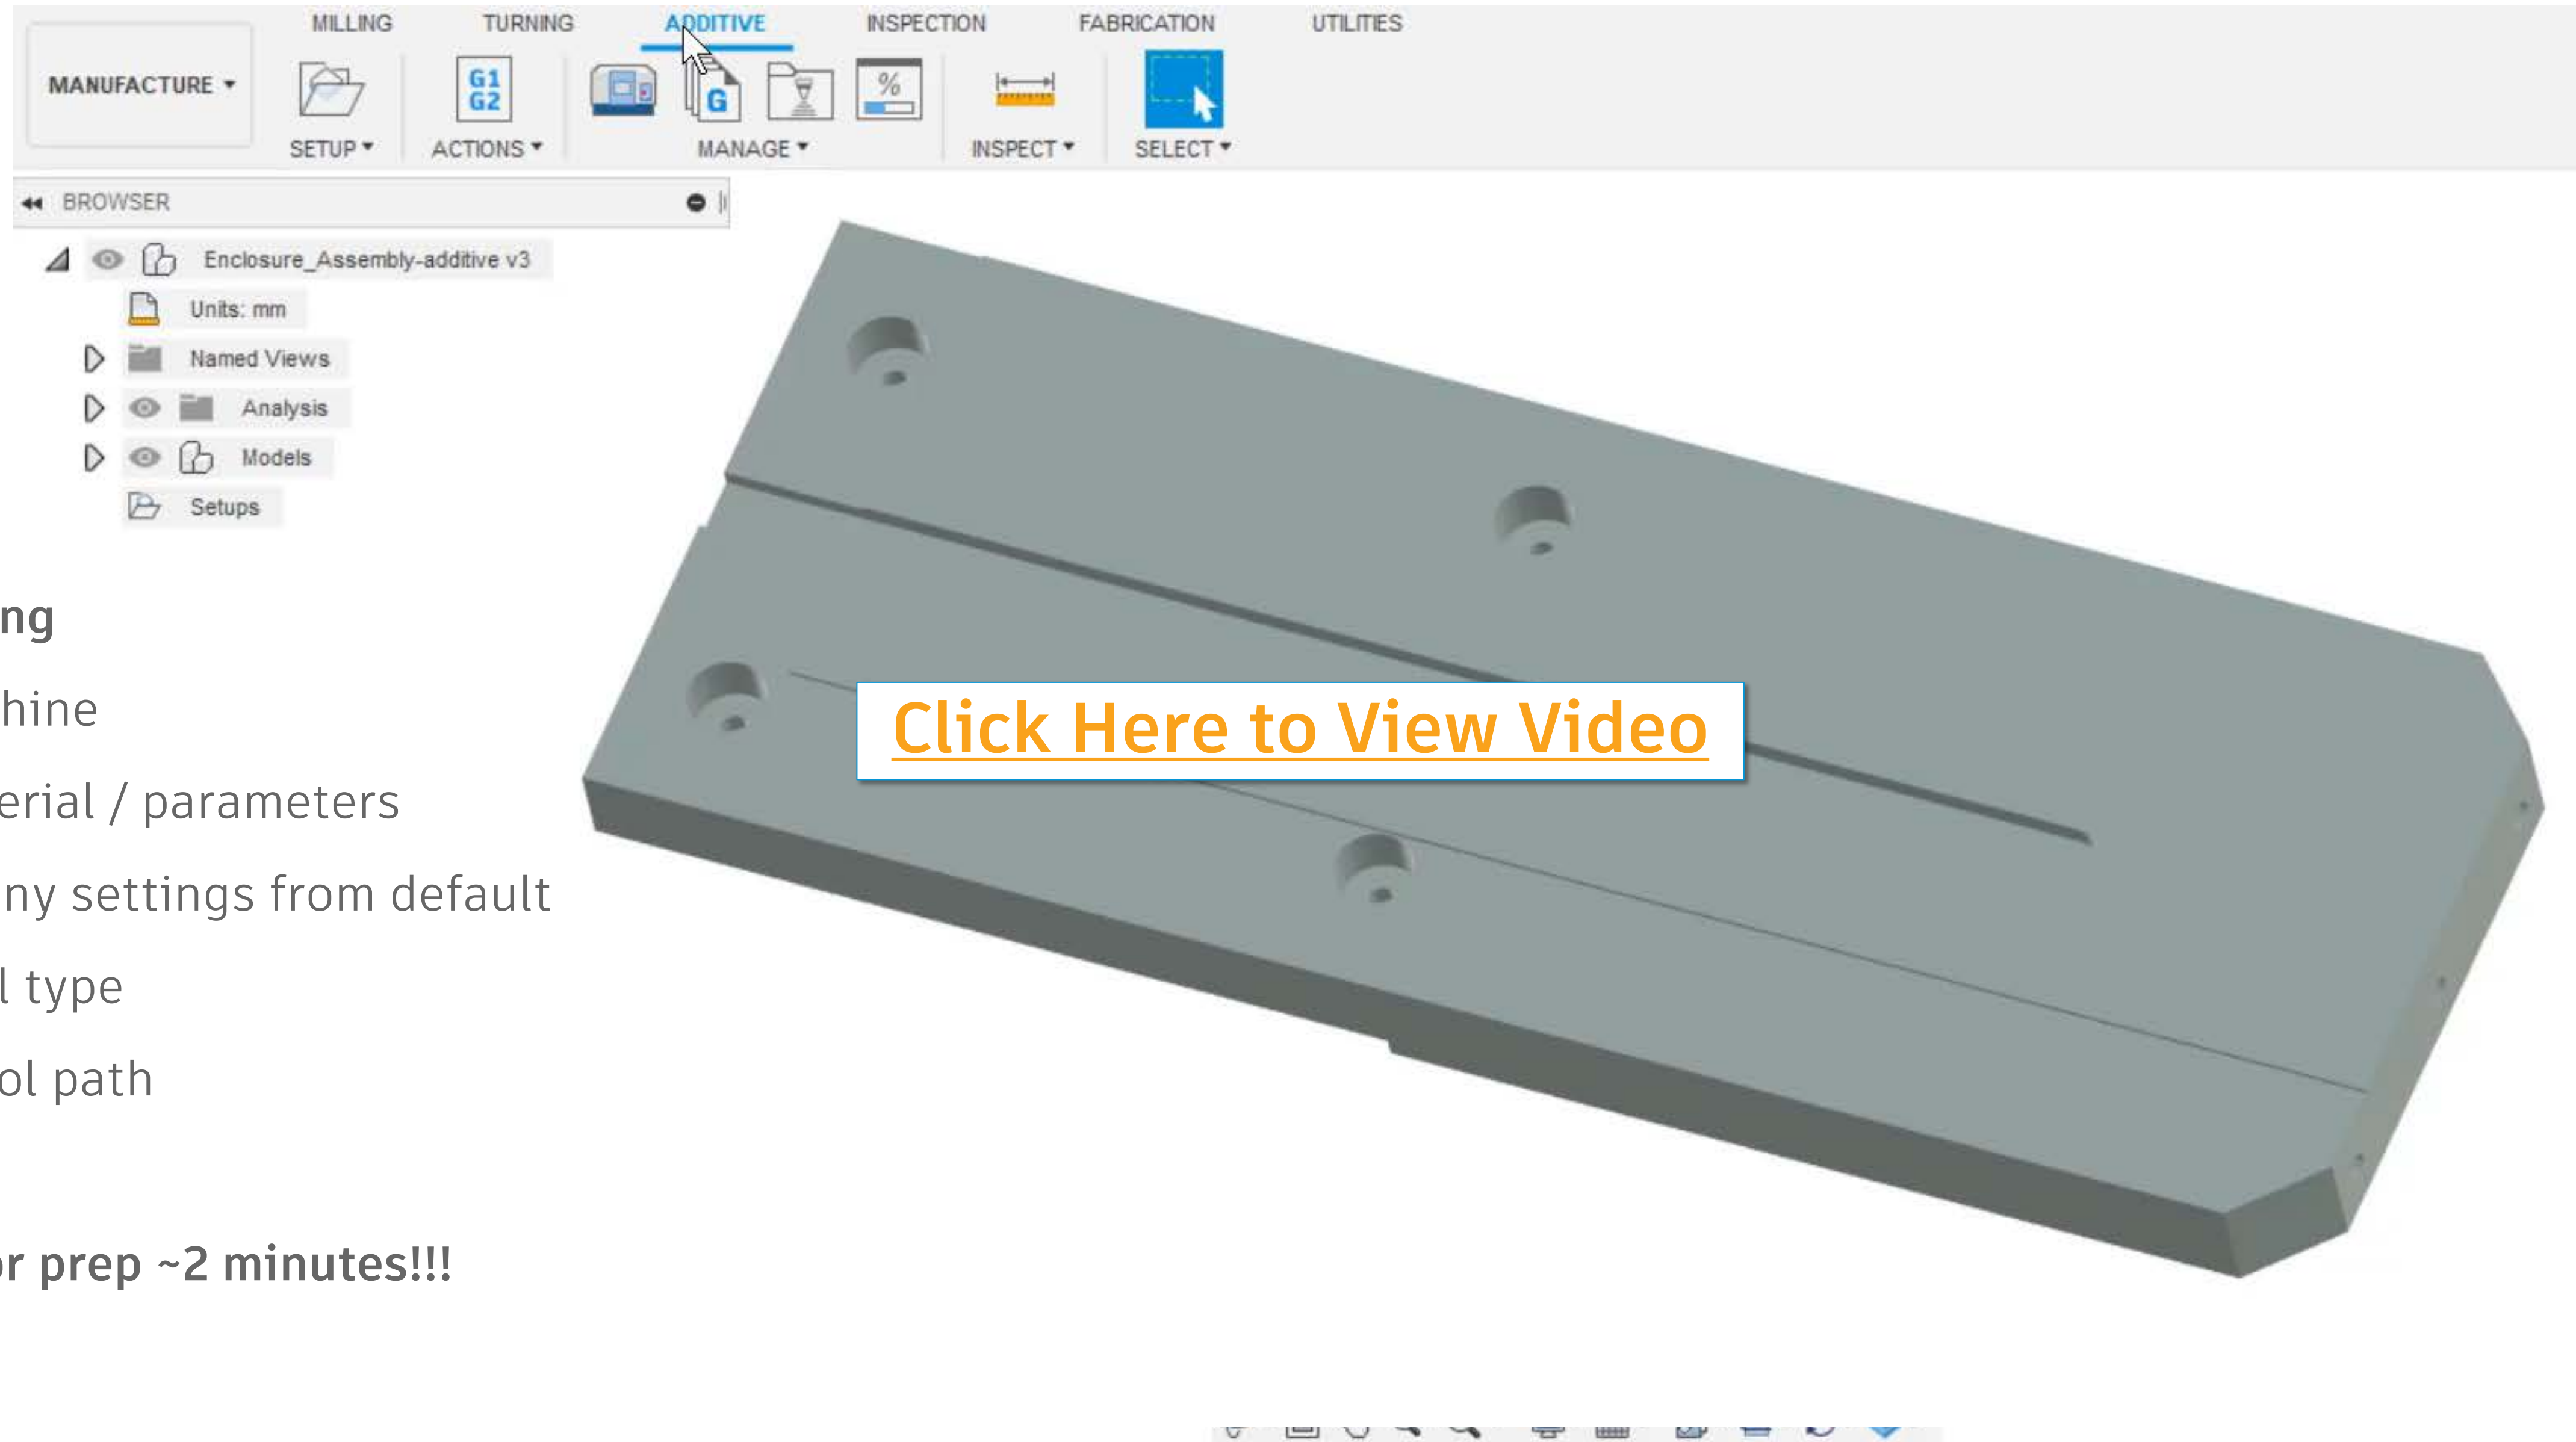 MILLING TURNING ADDITIVE INSPECTION FABRICATION UTILITIES
MANUFACTURE
G1
G2
G
%
SETUP ACTIONS MANAGE INSPECT SELECT
BROWSER
Enclosure_Assembly-additive v3
Units: mm
Named Views
Analysis
Models
Setups
ng
hine
erial / parameters
ny settings from default
l type
ol path
or prep ~2 minutes!!!
Click Here to View Video